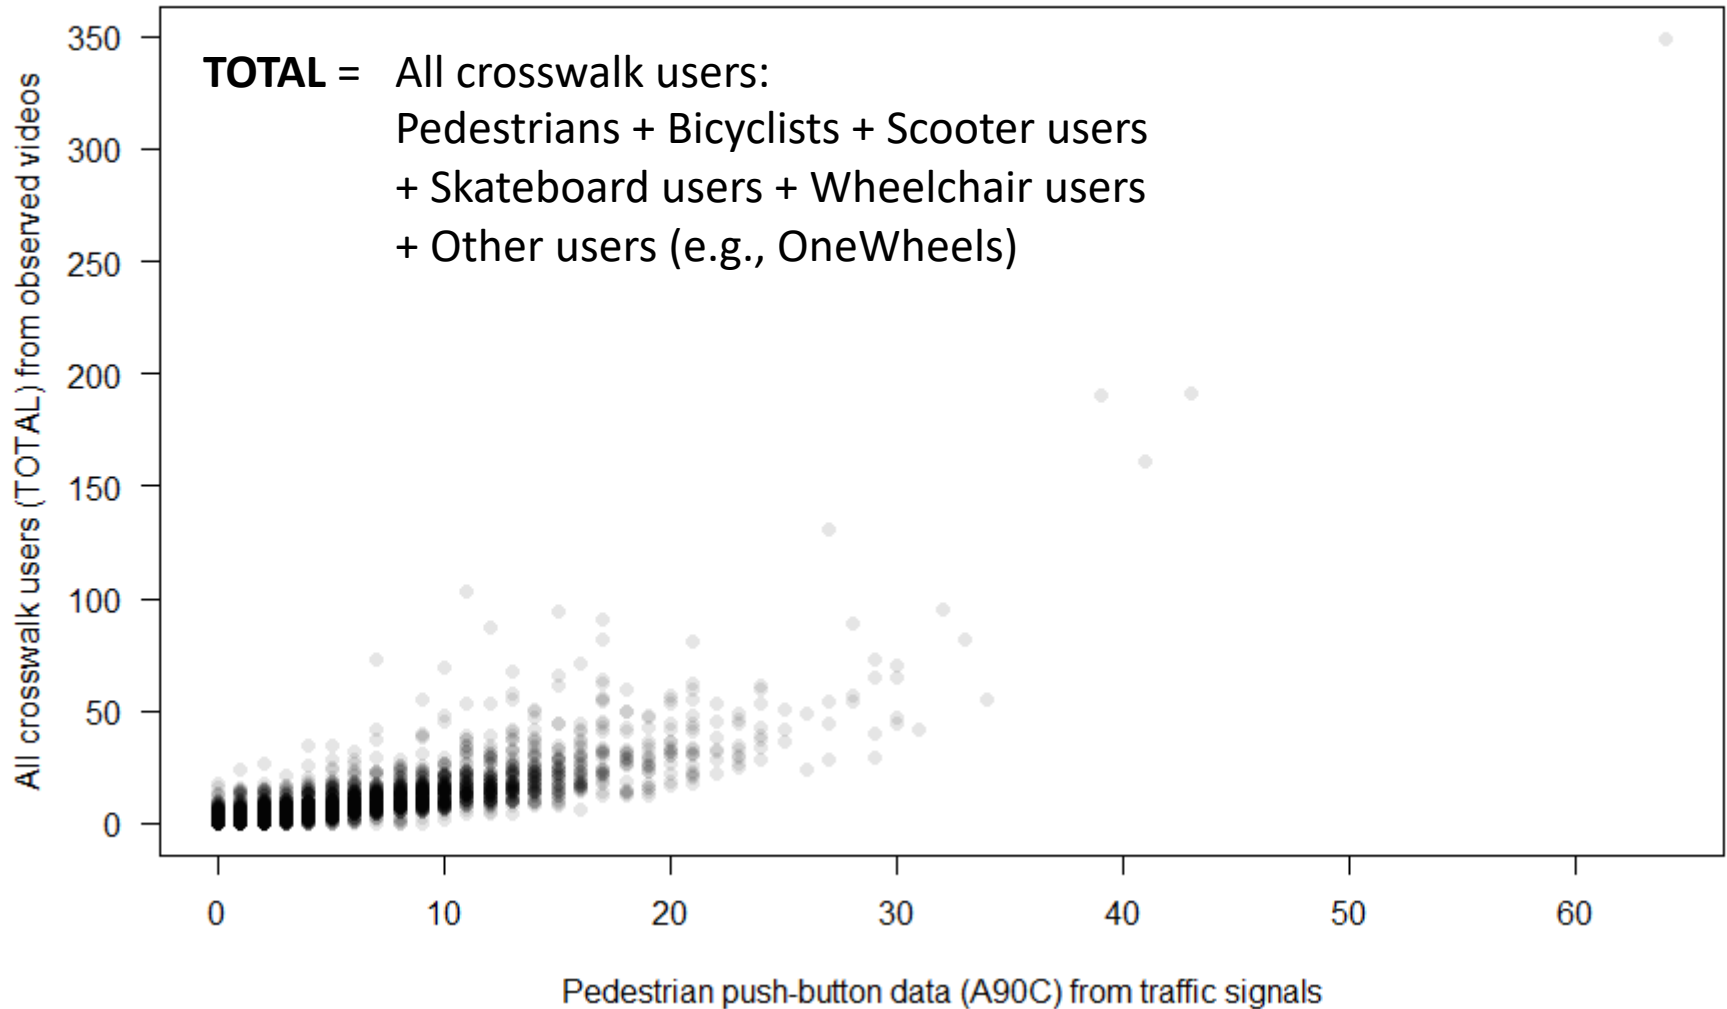 TOTAL = All crosswalk users:
Pedestrians + Bicyclists + Scooter users
+ Skateboard users + Wheelchair users
+ Other users (e.g., OneWheels)
All crosswalk users (TOTAL) from observed videos
350
300
250
200
150
100
50
0
0 10 20 30 40 50 60
Pedestrian push-button data (A90C) from traffic signals